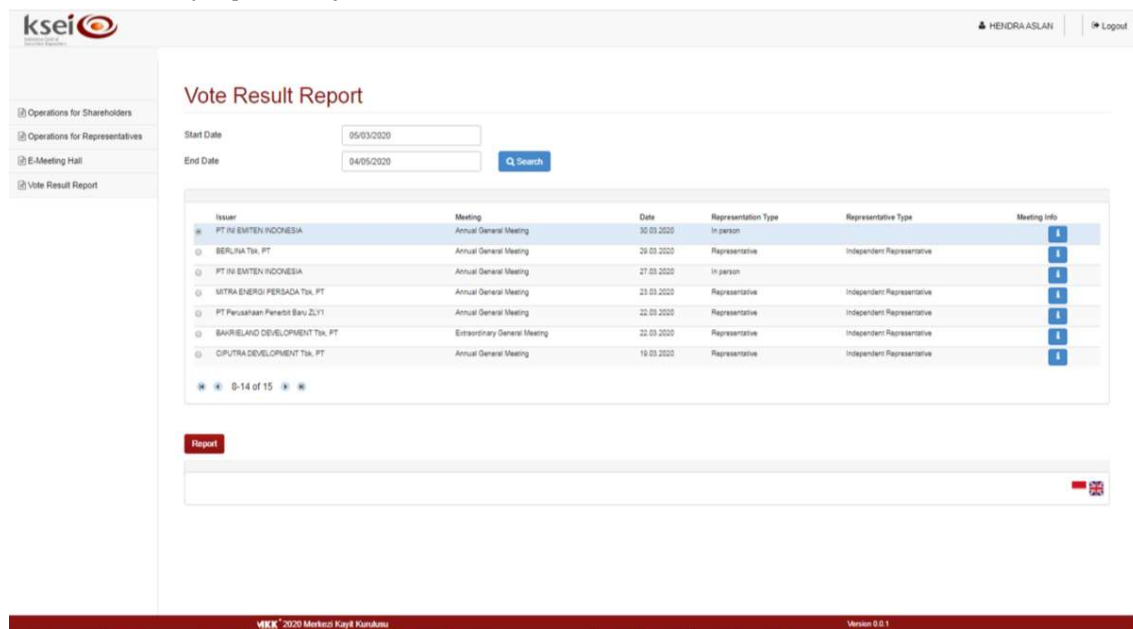 ksei
HENDRA ASLAN
Logout
Vote Result Report
Operations for Shareholders
Operations for Representatives
E-Meeting Hall
Vote Result Report
Start Date 05/03/2020
End Date 04/05/2020 Search
Issuer Meeting Date Representation Type Representative Type Meeting Info
PT INI EMITEN INDONESIA Annual General Meeting 30.03.2020 In person
BERLINA Tbk, PT Annual General Meeting 29.03.2020 Representative Independent Representative
PT INI EMITEN INDONESIA Annual General Meeting 27.03.2020 In person
MITRA ENERGI PERSADA Tbk, PT Annual General Meeting 23.03.2020 Representative Independent Representative
PT Perusahaan Penerbit Baru ZLY1 Annual General Meeting 22.03.2020 Representative Independent Representative
BAKRIELAND DEVELOPMENT Tbk, PT Extraordinary General Meeting 22.03.2020 Representative Independent Representative
CIPUTRA DEVELOPMENT Tbk, PT Annual General Meeting 19.03.2020 Representative Independent Representative
8-14 of 15
Report
MKK 2020 Merkezi Kayit Kurulusu Version 0.0.1